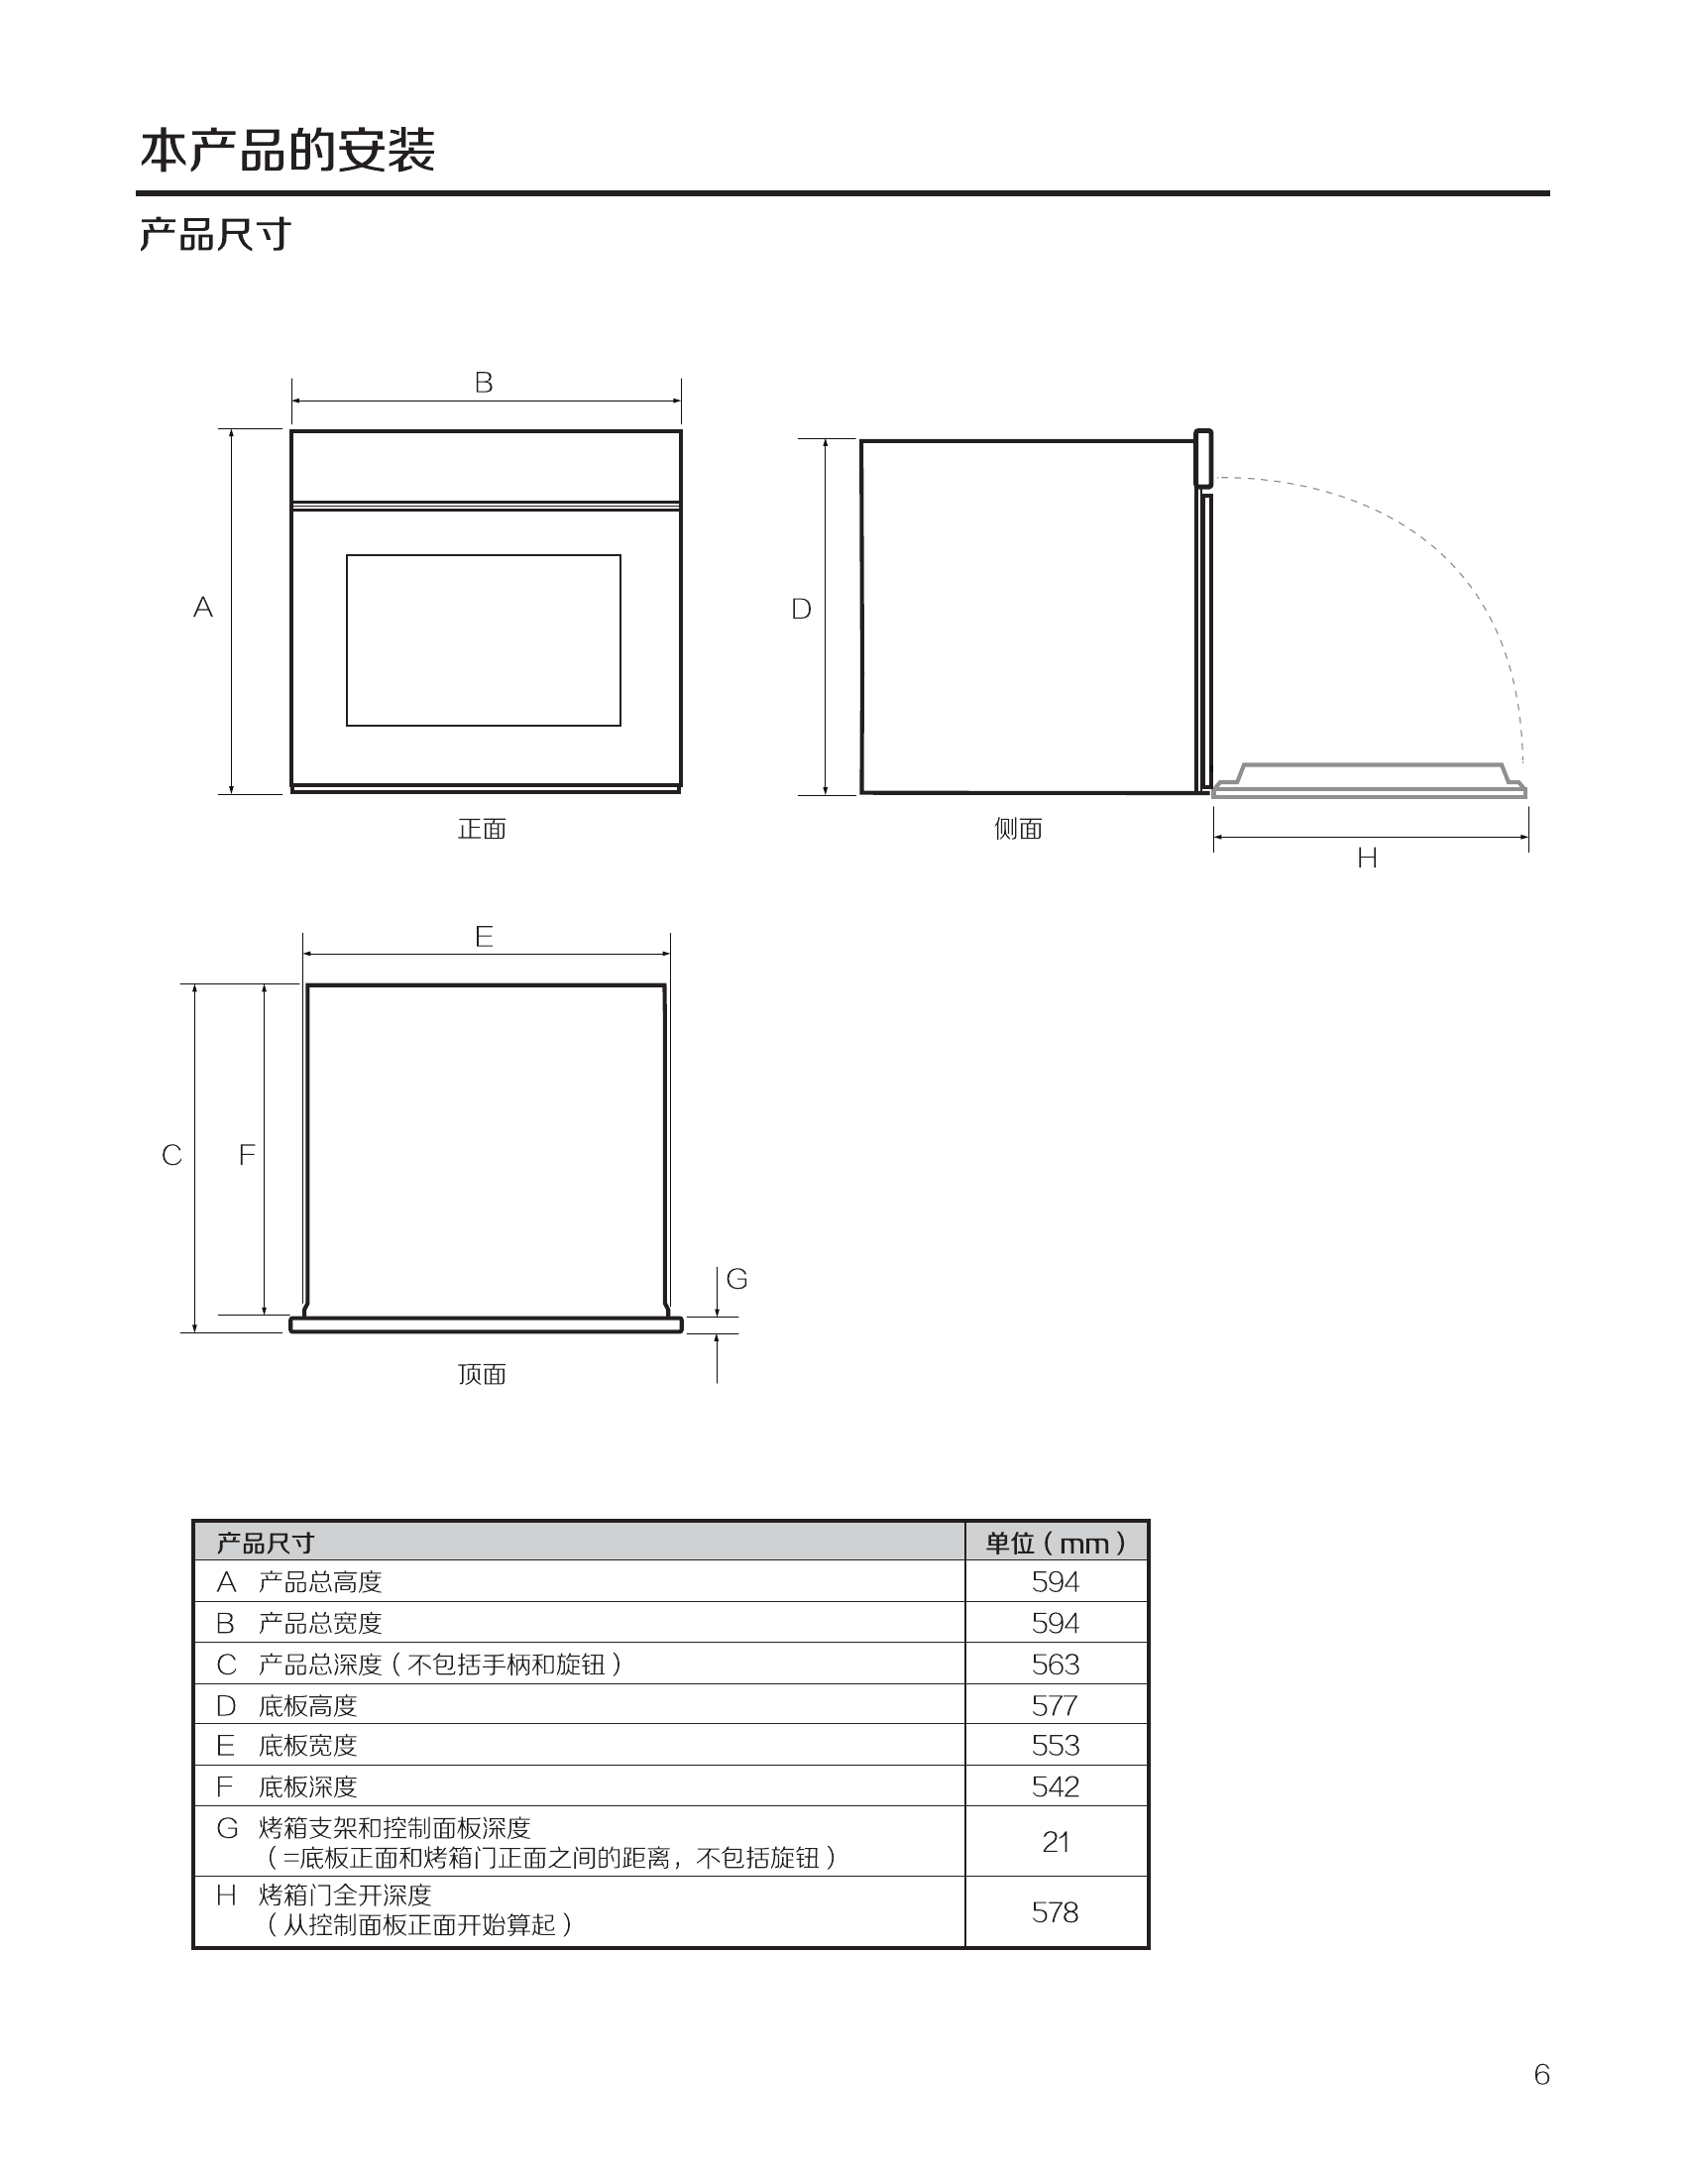 本产品的安装
产品尺寸
B
A
D
正面
侧面
H
E
C
F
G
顶面
产品尺寸 单位（mm）
A 产品总高度 594
B 产品总宽度 594
C 产品总深度（不包括手柄和旋钮） 563
D 底板高度 577
E 底板宽度 553
F 底板深度 542
G 烤箱支架和控制面板深度
（=底板正面和烤箱门正面之间的距离，不包括旋钮） 21
H 烤箱门全开深度
（从控制面板正面开始算起） 578
6